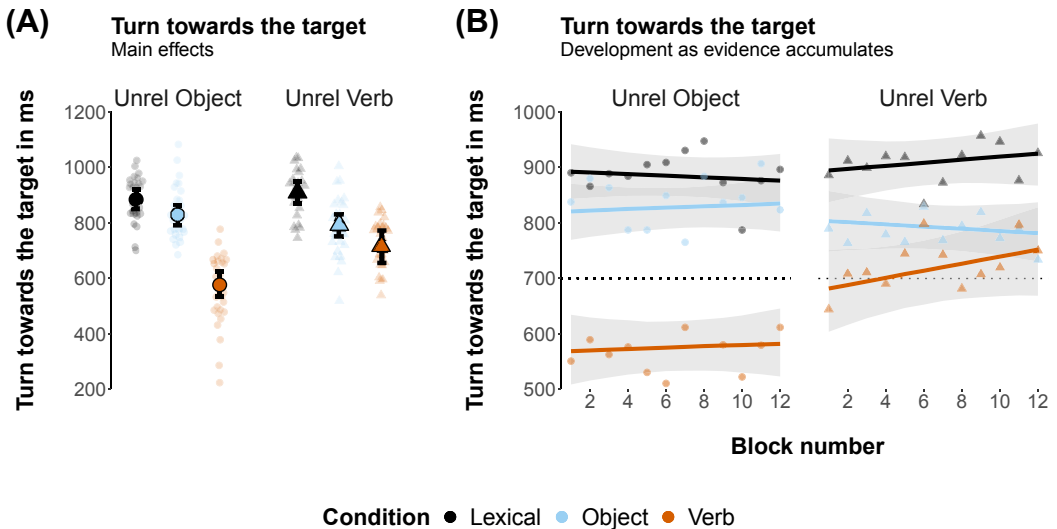 (A)
Turn towards the target
Main effects
Unrel Object
Unrel Verb
Turn towards the target in ms
1200
1000
800
600
400
200
(B)
Turn towards the target
Development as evidence accumulates
Unrel Object
Unrel Verb
Turn towards the target in ms
1000
900
800
700
600
500
2 4 6 8 10 12
2 4 6 8 10 12
Block number
Condition Lexical Object Verb